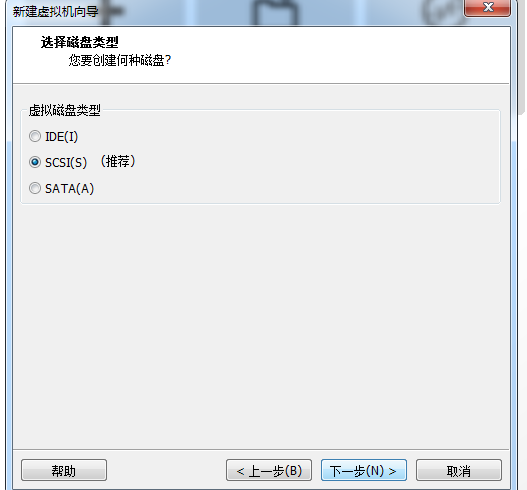 新建虚拟机向导
选择磁盘类型
您要创建何种磁盘?
虚拟磁盘类型
IDE(I)
SCSI(S) （推荐）
SATA(A)
帮助 < 上一步(B) 下一步(N) > 取消